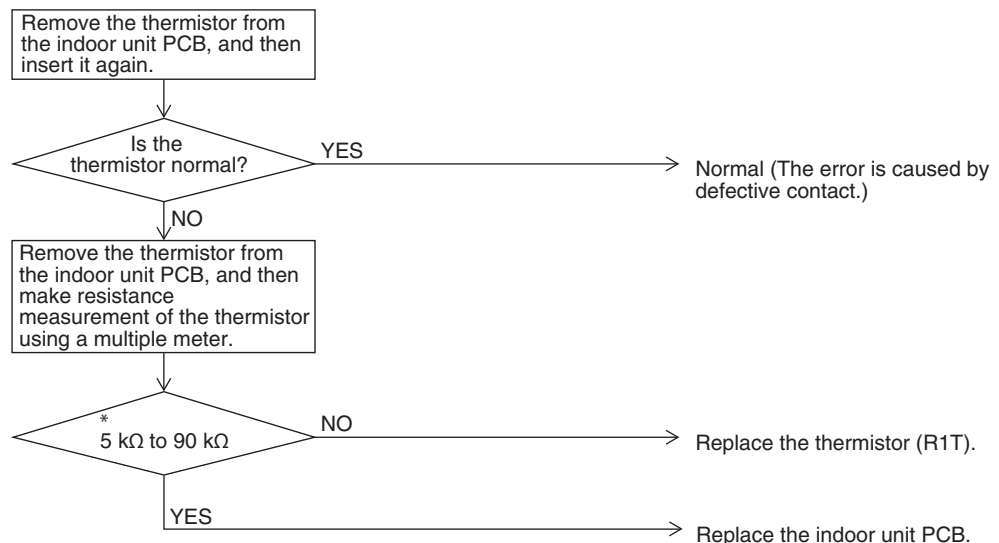 Remove the thermistor from
the indoor unit PCB, and then
insert it again.
Is the
thermistor normal?
YES
Normal (The error is caused by
defective contact.)
NO
Remove the thermistor from
the indoor unit PCB, and then
make resistance
measurement of the thermistor
using a multiple meter.
*
5 kΩ to 90 kΩ
NO
Replace the thermistor (R1T).
YES
Replace the indoor unit PCB.